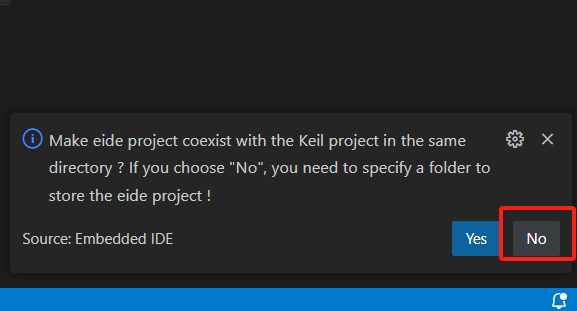 Make eide project coexist with the Keil project in the same
directory ? If you choose "No", you need to specify a folder to
store the eide project !
Source: Embedded IDE
Yes
No